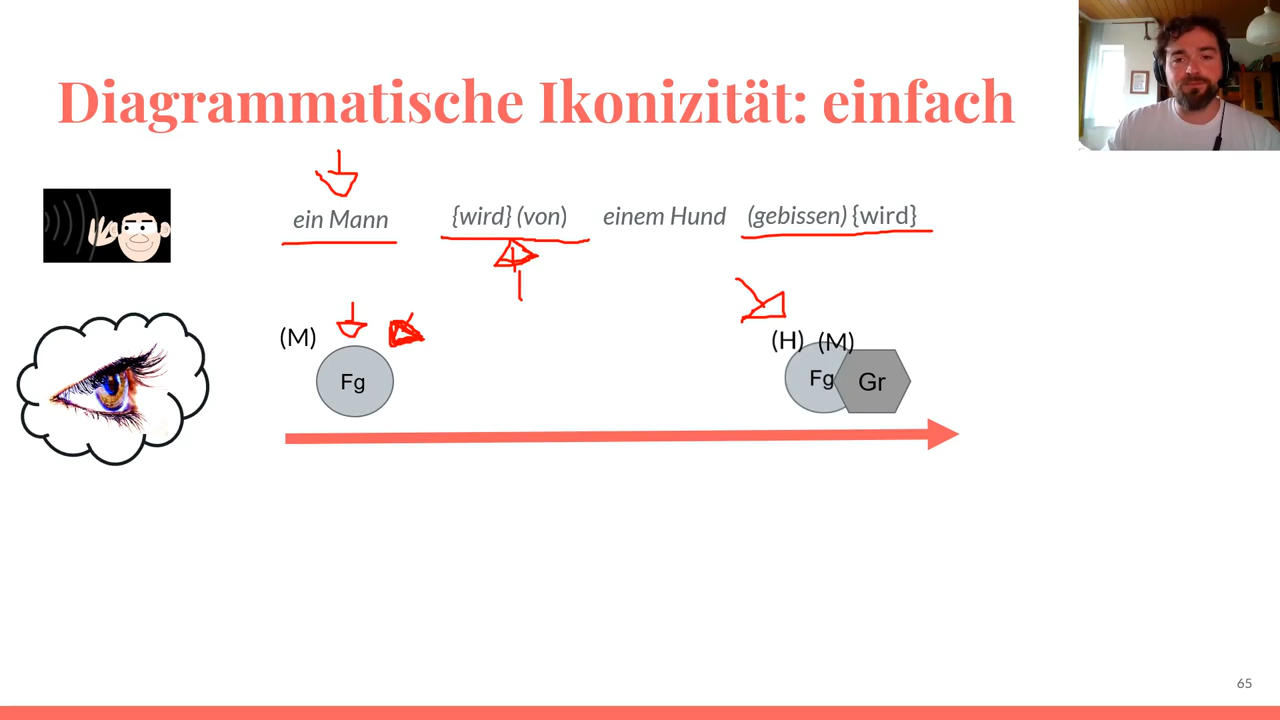 Diagrammatische Ikonizität: einfach
ein Mann {wird} (von) einem Hund (gebissen) {wird}
(M) (H) (M)
Fg Fg Gr
65